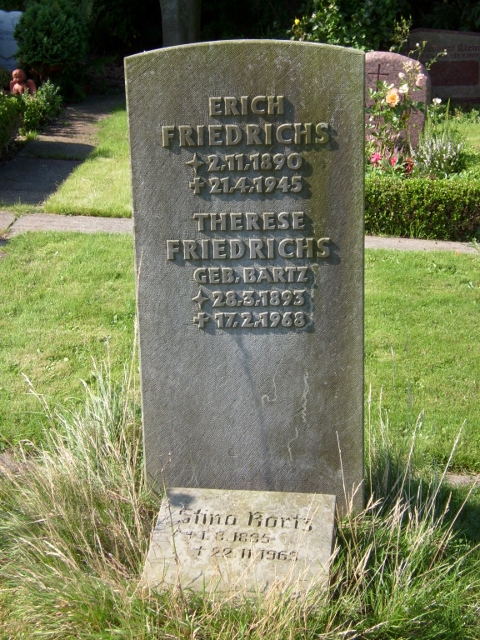 ERICH
FRIEDRICHS
✧ 2.11.1890
✝ 21.4.1945
THERESE
FRIEDRICHS
GEB. BARTZ
✧ 28.3.1893
✝ 17.2.1968
Stina Bartz